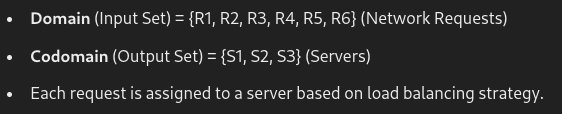 • Domain (Input Set) = {R1, R2, R3, R4, R5, R6} (Network Requests)
• Codomain (Output Set) = {S1, S2, S3} (Servers)
• Each request is assigned to a server based on load balancing strategy.